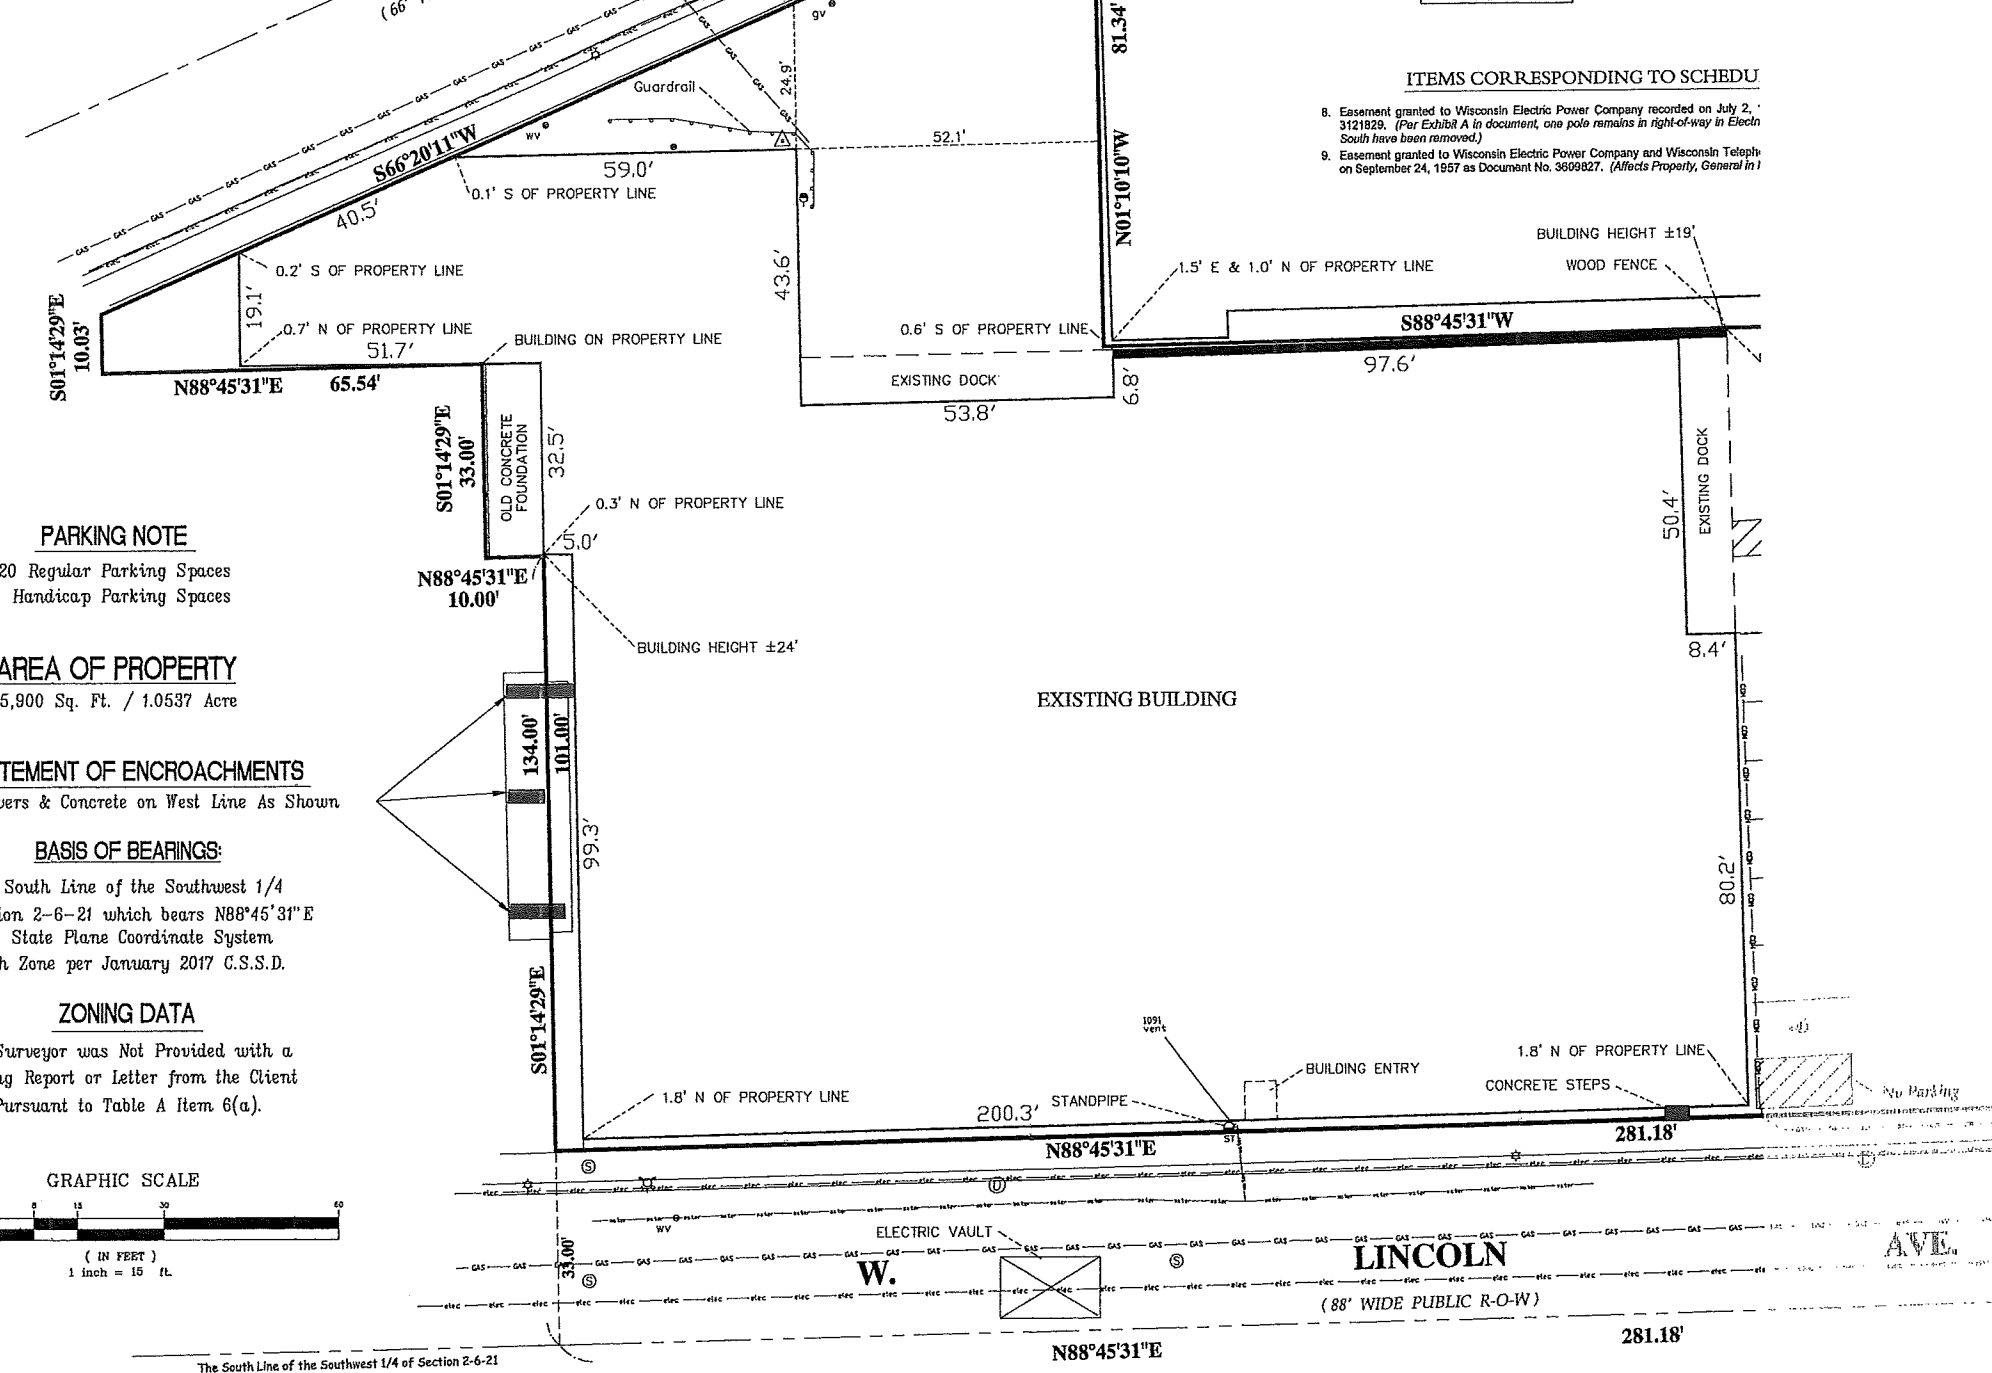 (66'
gv
81.34'
24.9'
Guardrail
wv
52.1'
S66°20'11"W
59.0'
0.1' S OF PROPERTY LINE
40.5'
N01°10'10"W
ITEMS CORRESPONDING TO SCHEDU
8. Easement granted to Wisconsin Electric Power Company recorded on July 2,
3121829. (Per Exhibit A in document, one pole remains in right-of-way in Electri
South have been removed.)
9. Easement granted to Wisconsin Electric Power Company and Wisconsin Teleph
on September 24, 1957 as Document No. 3609827. (Affects Property, General in
BUILDING HEIGHT ±19'
WOOD FENCE
0.2' S OF PROPERTY LINE
43.6'
1.5' E & 1.0' N OF PROPERTY LINE
S01°14'29"E
10.03'
19.1'
0.7' N OF PROPERTY LINE
51.7'
BUILDING ON PROPERTY LINE
0.6' S OF PROPERTY LINE
S88°45'31"W
97.6'
N88°45'31"E
65.54'
EXISTING DOCK
53.8'
6.8'
S01°14'29"E
33.00'
OLD CONCRETE
FOUNDATION
32.5'
EXISTING DOCK
50.4'
8.4'
0.3' N OF PROPERTY LINE
5.0'
N88°45'31"E
10.00'
BUILDING HEIGHT ±24'
PARKING NOTE
20 Regular Parking Spaces
Handicap Parking Spaces
AREA OF PROPERTY
5,900 Sq. Ft. / 1.0537 Acre
EXISTING BUILDING
134.00'
101.00'
TEMENT OF ENCROACHMENTS
vers & Concrete on West Line As Shown
99.3'
80.2'
BASIS OF BEARINGS:
South Line of the Southwest 1/4
ion 2-6-21 which bears N88°45'31"E
State Plane Coordinate System
h Zone per January 2017 C.S.S.D.
S01°14'29"E
ZONING DATA
Surveyor was Not Provided with a
ng Report or Letter from the Client
Pursuant to Table A Item 6(a).
1091
vent
BUILDING ENTRY
1.8' N OF PROPERTY LINE
CONCRETE STEPS
No Parking
1.8' N OF PROPERTY LINE
200.3'
STANDPIPE
ST
N88°45'31"E
281.18'
GRAPHIC SCALE
8 15 30 60
( IN FEET )
1 inch = 15 ft.
wv
33.00'
ELECTRIC VAULT
W. LINCOLN AVE.
(88' WIDE PUBLIC R-O-W)
N88°45'31"E
281.18'
The South Line of the Southwest 1/4 of Section 2-6-21